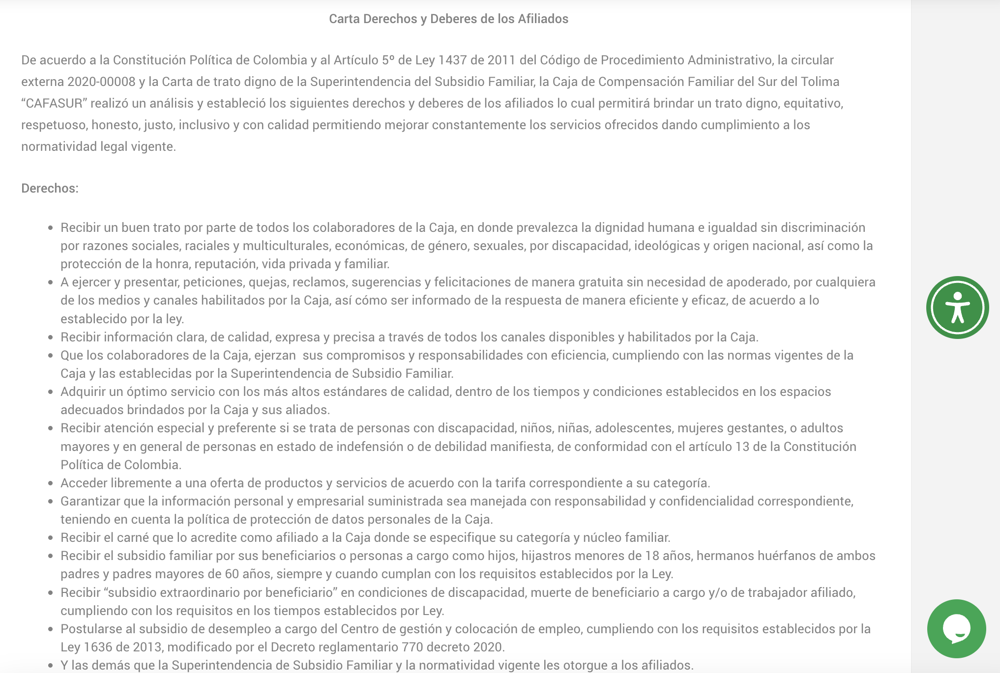 Carta Derechos y Deberes de los Afiliados
De acuerdo a la Constitución Política de Colombia y al Artículo 5º de Ley 1437 de 2011 del Código de Procedimiento Administrativo, la circular
externa 2020-00008 y la Carta de trato digno de la Superintendencia del Subsidio Familiar, la Caja de Compensación Familiar del Sur del Tolima
“CAFASUR” realizó un análisis y estableció los siguientes derechos y deberes de los afiliados lo cual permitirá brindar un trato digno, equitativo,
respetuoso, honesto, justo, inclusivo y con calidad permitiendo mejorar constantemente los servicios ofrecidos dando cumplimiento a los
normatividad legal vigente.
Derechos:
• Recibir un buen trato por parte de todos los colaboradores de la Caja, en donde prevalezca la dignidad humana e igualdad sin discriminación
por razones sociales, raciales y multiculturales, económicas, de género, sexuales, por discapacidad, ideológicas y origen nacional, así como la
protección de la honra, reputación, vida privada y familiar.
• A ejercer y presentar, peticiones, quejas, reclamos, sugerencias y felicitaciones de manera gratuita sin necesidad de apoderado, por cualquiera
de los medios y canales habilitados por la Caja, así cómo ser informado de la respuesta de manera eficiente y eficaz, de acuerdo a lo
establecido por la ley.
• Recibir información clara, de calidad, expresa y precisa a través de todos los canales disponibles y habilitados por la Caja.
• Que los colaboradores de la Caja, ejerzan  sus compromisos y responsabilidades con eficiencia, cumpliendo con las normas vigentes de la
Caja y las establecidas por la Superintendencia de Subsidio Familiar.
• Adquirir un óptimo servicio con los más altos estándares de calidad, dentro de los tiempos y condiciones establecidos en los espacios
adecuados brindados por la Caja y sus aliados.
• Recibir atención especial y preferente si se trata de personas con discapacidad, niños, niñas, adolescentes, mujeres gestantes, o adultos
mayores y en general de personas en estado de indefensión o de debilidad manifiesta, de conformidad con el artículo 13 de la Constitución
Política de Colombia.
• Acceder libremente a una oferta de productos y servicios de acuerdo con la tarifa correspondiente a su categoría.
• Garantizar que la información personal y empresarial suministrada sea manejada con responsabilidad y confidencialidad correspondiente,
teniendo en cuenta la política de protección de datos personales de la Caja.
• Recibir el carné que lo acredite como afiliado a la Caja donde se especifique su categoría y núcleo familiar.
• Recibir el subsidio familiar por sus beneficiarios o personas a cargo como hijos, hijastros menores de 18 años, hermanos huérfanos de ambos
padres y padres mayores de 60 años, siempre y cuando cumplan con los requisitos establecidos por la Ley.
• Recibir “subsidio extraordinario por beneficiario” en condiciones de discapacidad, muerte de beneficiario a cargo y/o de trabajador afiliado,
cumpliendo con los requisitos en los tiempos establecidos por Ley.
• Postularse al subsidio de desempleo a cargo del Centro de gestión y colocación de empleo, cumpliendo con los requisitos establecidos por la
Ley 1636 de 2013, modificado por el Decreto reglamentario 770 decreto 2020.
• Y las demás que la Superintendencia de Subsidio Familiar y la normatividad vigente les otorgue a los afiliados.